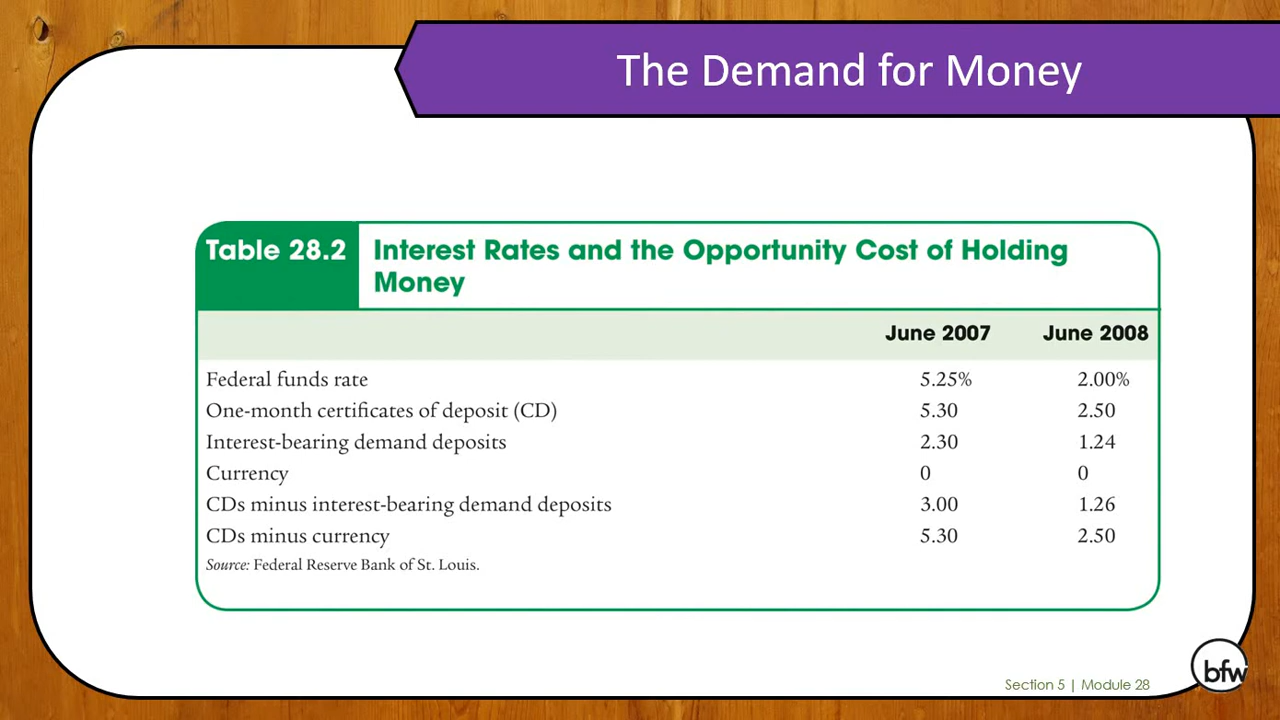 The Demand for Money
Table 28.2 Interest Rates and the Opportunity Cost of Holding
Money
June 2007 June 2008
Federal funds rate 5.25% 2.00%
One-month certificates of deposit (CD) 5.30 2.50
Interest-bearing demand deposits 2.30 1.24
Currency 0 0
CDs minus interest-bearing demand deposits 3.00 1.26
CDs minus currency 5.30 2.50
Source: Federal Reserve Bank of St. Louis.
Section 5 | Module 28
bfw